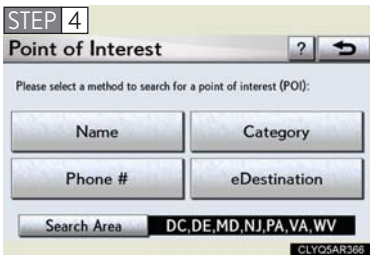 STEP 4
Point of Interest ?
Please select a method to search for a point of interest (POI):
Name Category
Phone # eDestination
Search Area DC,DE,MD,NJ,PA,VA,WV
CLYQ5AR366